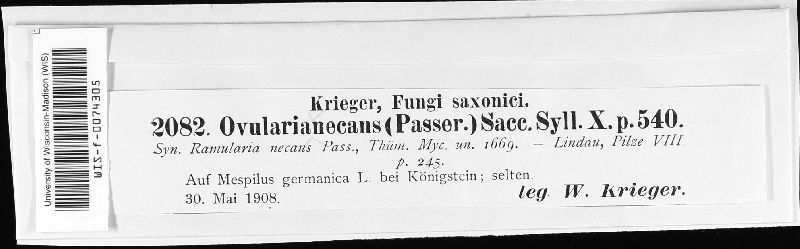 University of Wisconsin-Madison (WIS)
WIS-f-0074305
Krieger, Fungi saxonici.
2082. Ovularianecans (Passer.) Sacc. Syll. X. p. 540.
Syn. Ramularia necans Pass., Thüm. Myc. un. 1669. — Lindau, Pilze VIII
p. 245.
Auf Mespilus germanica L. bei Königstein; selten.
30. Mai 1908.
leg. W. Krieger.